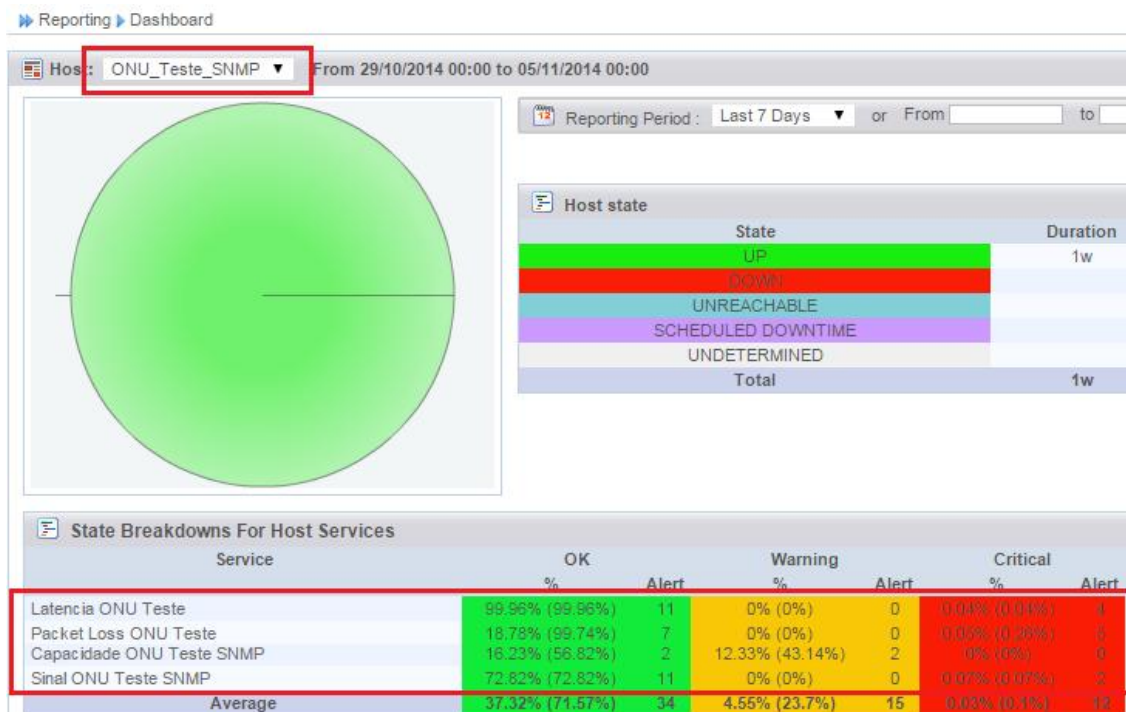 Reporting Dashboard
Host: ONU_Teste_SNMP From 29/10/2014 00:00 to 05/11/2014 00:00
Reporting Period : Last 7 Days or From to
Host state
State Duration
UP 1w
DOWN
UNREACHABLE
SCHEDULED DOWNTIME
UNDETERMINED
Total 1w
State Breakdowns For Host Services
Service OK Warning Critical
% Alert % Alert % Alert
Latencia ONU Teste 99.96% (99.96%) 11 0% (0%) 0 0.04% (0.04%) 4
Packet Loss ONU Teste 18.78% (99.74%) 7 0% (0%) 0 0.05% (0.26%) 5
Capacidade ONU Teste SNMP 16.23% (56.82%) 2 12.33% (43.14%) 2 0% (0%) 0
Sinal ONU Teste SNMP 72.82% (72.82%) 11 0% (0%) 0 0.07% (0.07%) 2
Average 37.32% (71.57%) 34 4.55% (23.7%) 15 0.03% (0.1%) 12